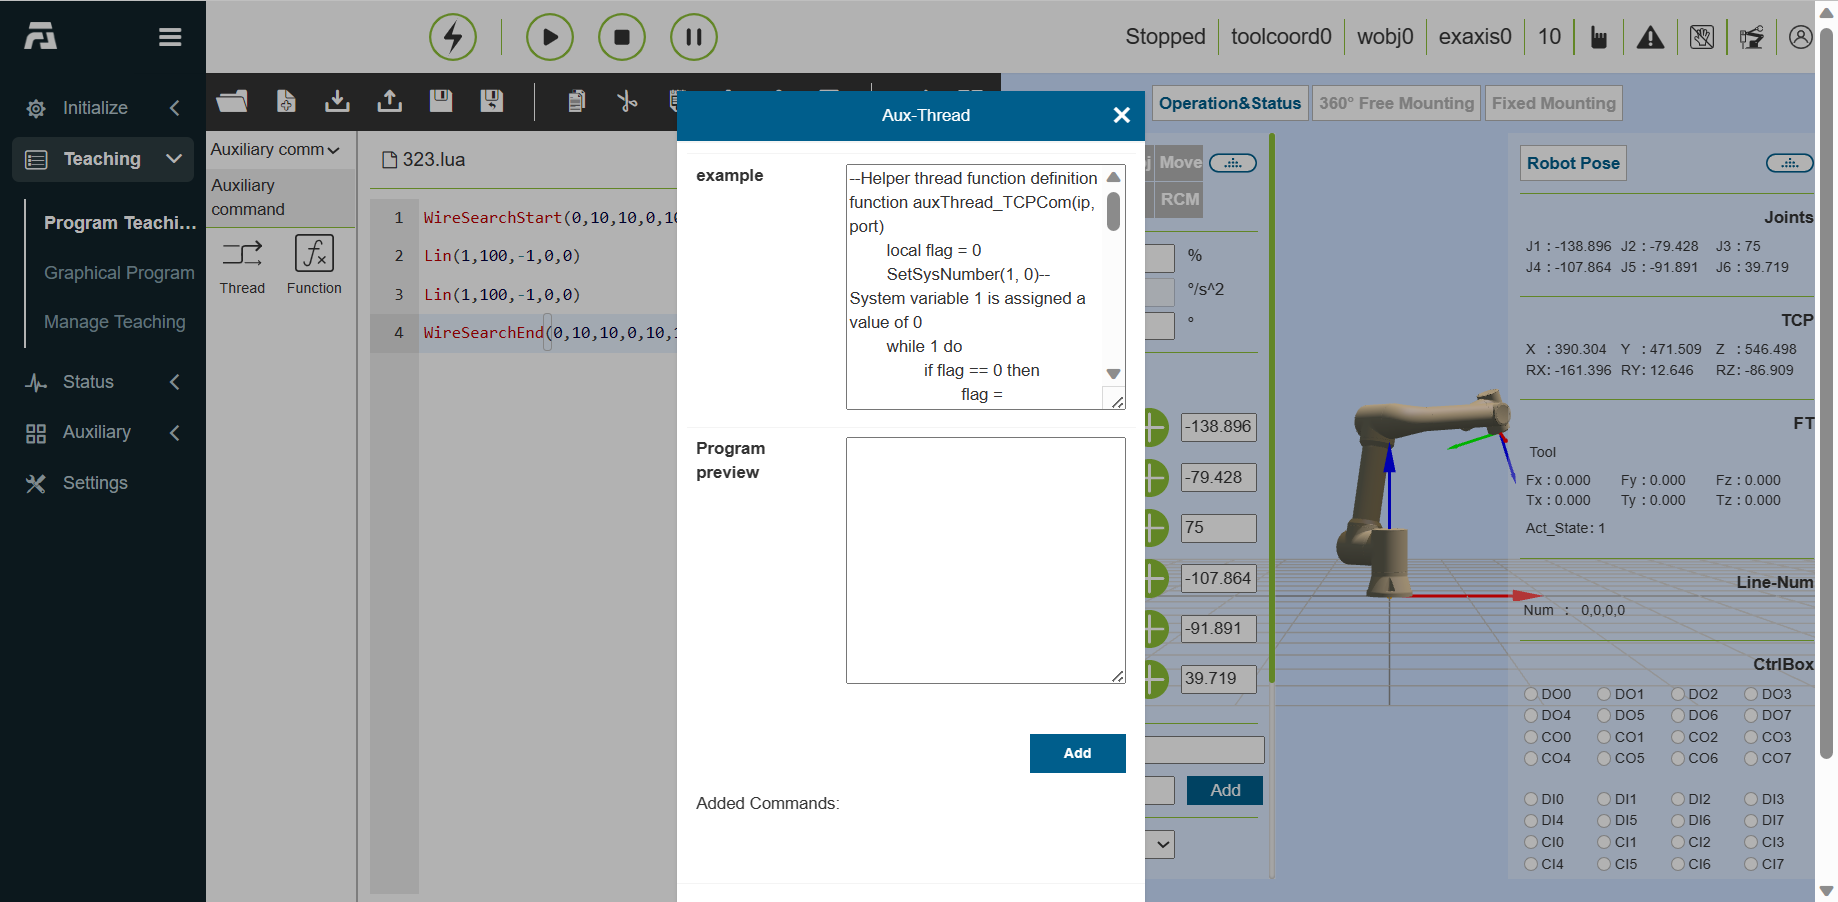 Stopped
toolcoord0
wobj0
exaxis0
10
Initialize
Teaching
Program Teachi...
Graphical Program
Manage Teaching
Status
Auxiliary
Settings
Auxiliary comm
Auxiliary
command
Thread
Function
323.lua
1 WireSearchStart(0,10,10,0,10
2 Lin(1,100,-1,0,0)
3 Lin(1,100,-1,0,0)
4 WireSearchEnd(0,10,10,0,10,
Aux-Thread
example
--Helper thread function definition
function auxThread_TCPCom(ip,
port)
local flag = 0
SetSysNumber(1, 0)--
System variable 1 is assigned a
value of 0
while 1 do
if flag == 0 then
flag =
Program
preview
Add
Added Commands:
Operation&Status
360° Free Mounting
Fixed Mounting
Move
RCM
%
°/s^2
°
-138.896
-79.428
75
-107.864
-91.891
39.719
Add
Robot Pose
Joints
J1 : -138.896 J2 : -79.428 J3 : 75
J4 : -107.864 J5 : -91.891 J6 : 39.719
TCP
X : 390.304 Y : 471.509 Z : 546.498
RX: -161.396 RY: 12.646 RZ: -86.909
FT
Tool
Fx : 0.000 Fy : 0.000 Fz : 0.000
Tx : 0.000 Ty : 0.000 Tz : 0.000
Act_State: 1
Line-Num
Num : 0,0,0,0
CtrlBox
DO0 DO1 DO2 DO3
DO4 DO5 DO6 DO7
CO0 CO1 CO2 CO3
CO4 CO5 CO6 CO7
DI0 DI1 DI2 DI3
DI4 DI5 DI6 DI7
CI0 CI1 CI2 CI3
CI4 CI5 CI6 CI7